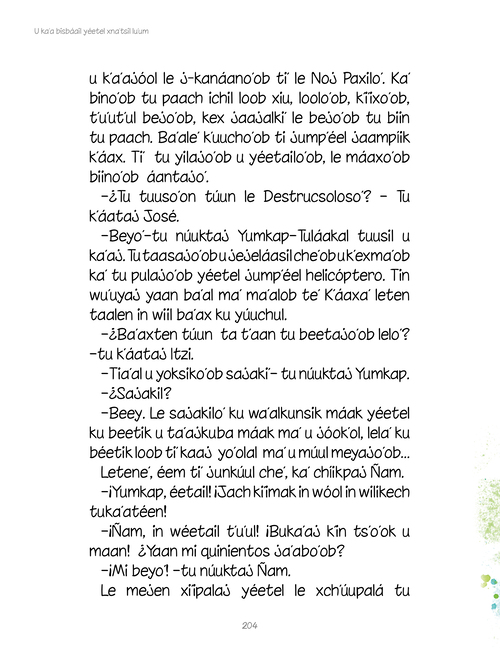 U ka'a bisbáail yéetel xna'tsil lu'um
u k'a'ajóol le j-kanáano'ob ti' le Noj Paxilo'. Ka'
bino'ob tu paach ichil loob xiu, loolo'ob, k'i'ixo'ob,
t'u'ut'ul bejo'ob, kex jaajalki' le bejo'ob tu biin
tu paach. Ba'ale' k'uucho'ob ti jump'éel jaampiik
k'áax. Ti' tu yilajo'ob u yéetailo'ob, le máaxo'ob
biino'ob áantajo'.
-¿Tu tuuso'on túun le Destrucsoloso'? - Tu
k'áataj José.
-Beyo'-tu núuktaj Yumkap-Tuláakal tuusil u
ka'aj. Tu taasajo'ob u jejeláasil che'ob u k'exma'ob
ka' tu pulajo'ob yéetel jump'éel helicóptero. Tin
wu'uyaj yaan ba'al ma' ma'alob te' K'áaxa' leten
taalen in wiil ba'ax ku yúuchul.
-¿Ba'axten túun ta t'aan tu beetajo'ob lelo'?
-tu k'áataj Itzi.
-Tia'al u yoksiko'ob sajaki'- tu núuktaj Yumkap.
-¿Sajakil?
-Beey. Le sajakilo' ku wa'alkunsik máak yéetel
ku beetik u ta'akuba máak ma' u jóok'ol, lela' ku
béetik loob ti' kaaj yo'olal ma' u múul meyajo'ob...
Letene', éem ti' junkúul che', ka' chíikpaj Ñam.
-¡Yumkap, éetail! ¡Jach ki'imak in wóol in wilikech
tuka'atéen!
-¡Ñam, in wéetail t'u'ul! ¡Buka'aj k'iin ts'o'ok u
maan! ¿Yaan mi quinientos ja'abo'ob?
-¡Mi beyo'! -tu núuktaj Ñam.
Le mejen xi'ipalaj yéetel le xch'úupalá tu
204